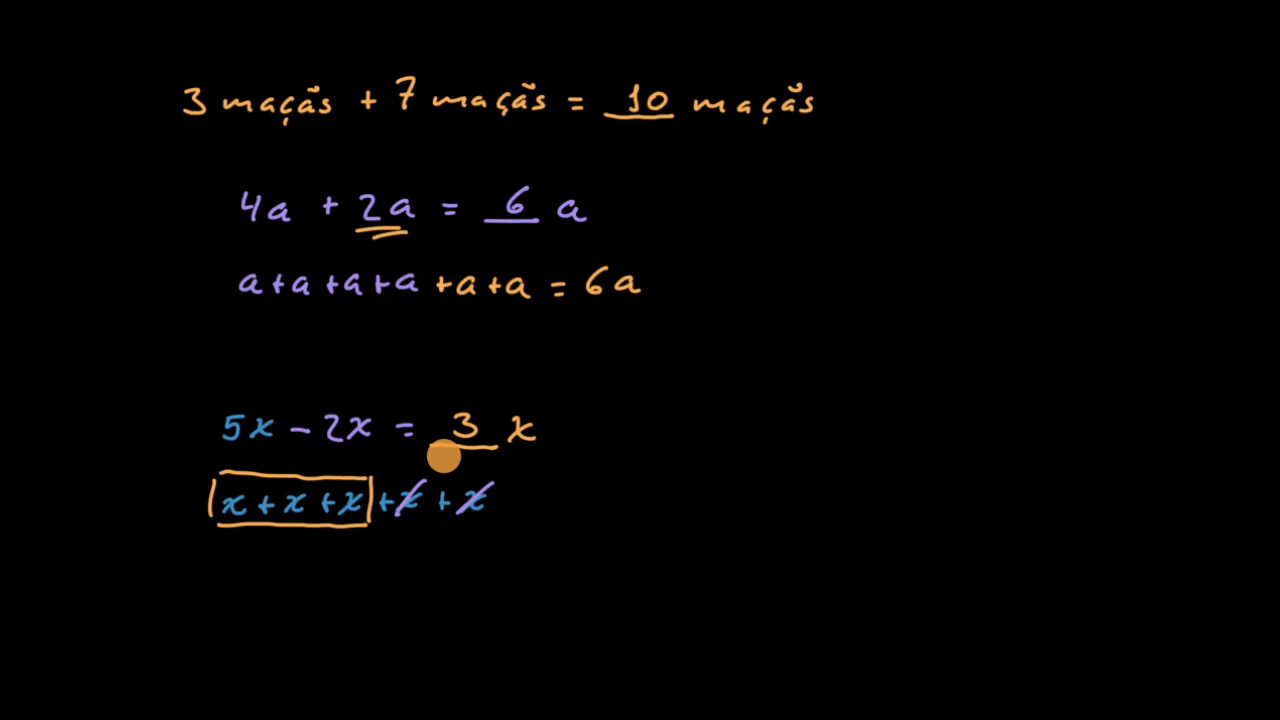 3 maçãs + 7 maçãs = 10 maçãs
4a + 2a = 6 a
a+a+a+a+a+a = 6a
5x - 2x = 3 x
x+x+x+x+x